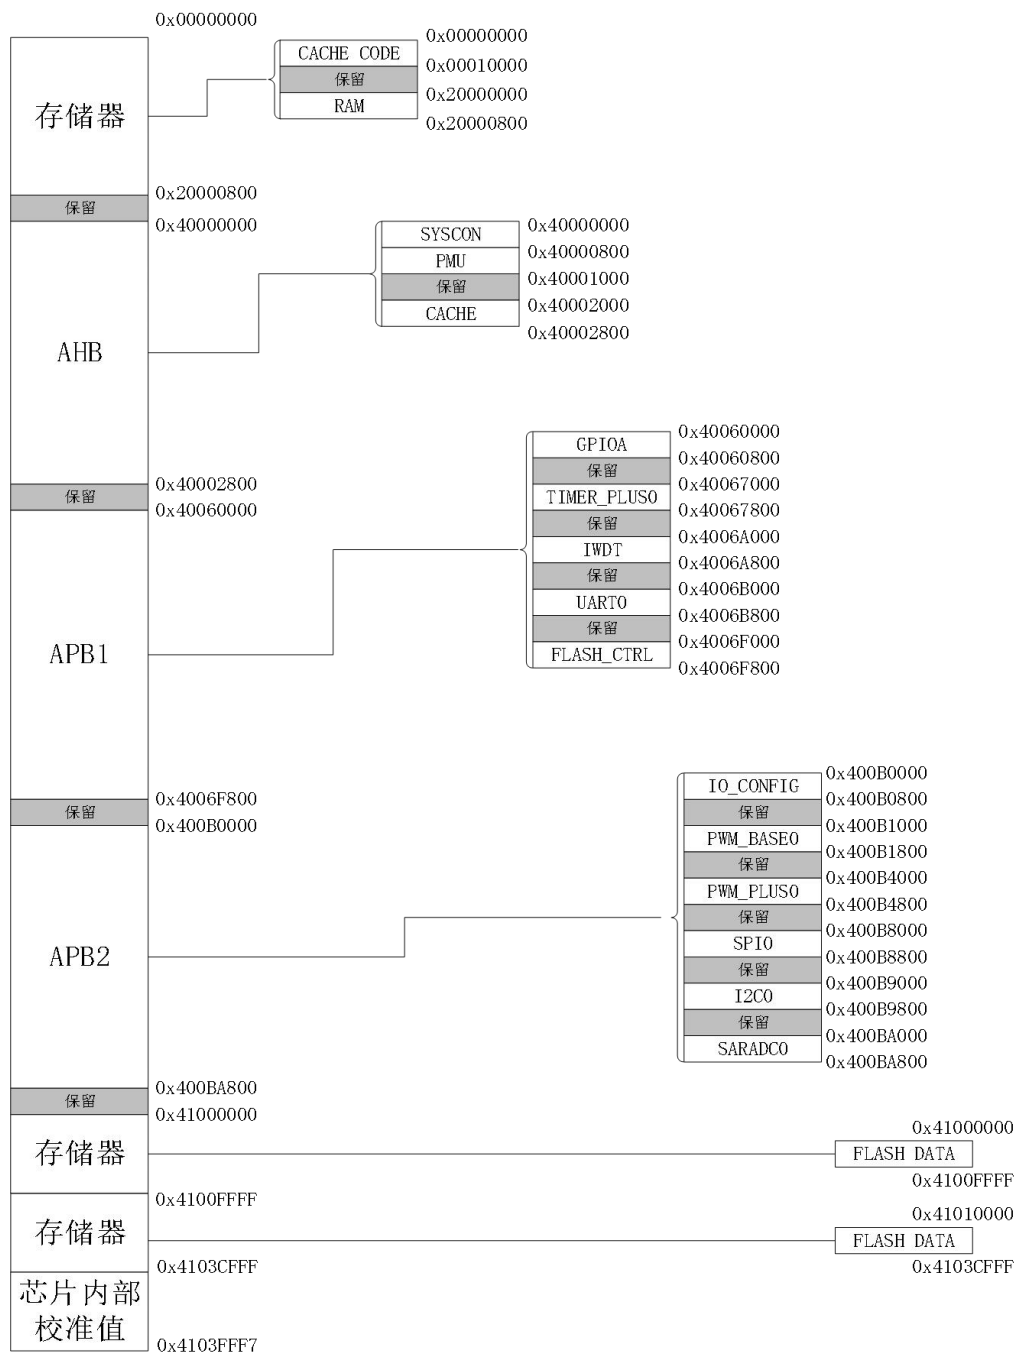 0x00000000
存储器
0x20000800
保留
0x40000000
AHB
0x40002800
保留
0x40060000
APB1
0x4006F800
保留
0x400B0000
APB2
0x400BA800
保留
0x41000000
存储器
0x4100FFFF
存储器
0x4103CFFF
芯片内部
校准值
0x4103FFF7
0x00000000
CACHE CODE
0x00010000
保留
0x20000000
RAM
0x20000800
0x40000000
SYSCON
0x40000800
PMU
0x40001000
保留
0x40002000
CACHE
0x40002800
0x40060000
GPIOA
0x40060800
保留
0x40067000
TIMER_PLUS0
0x40067800
保留
0x4006A000
IWDT
0x4006A800
保留
0x4006B000
UART0
0x4006B800
保留
0x4006F000
FLASH_CTRL
0x4006F800
0x400B0000
IO_CONFIG
0x400B0800
保留
0x400B1000
PWM_BASE0
0x400B1800
保留
0x400B4000
PWM_PLUS0
0x400B4800
保留
0x400B8000
SPI0
0x400B8800
保留
0x400B9000
I2C0
0x400B9800
保留
0x400BA000
SARADC0
0x400BA800
0x41000000
FLASH DATA
0x4100FFFF
0x41010000
FLASH DATA
0x4103CFFF